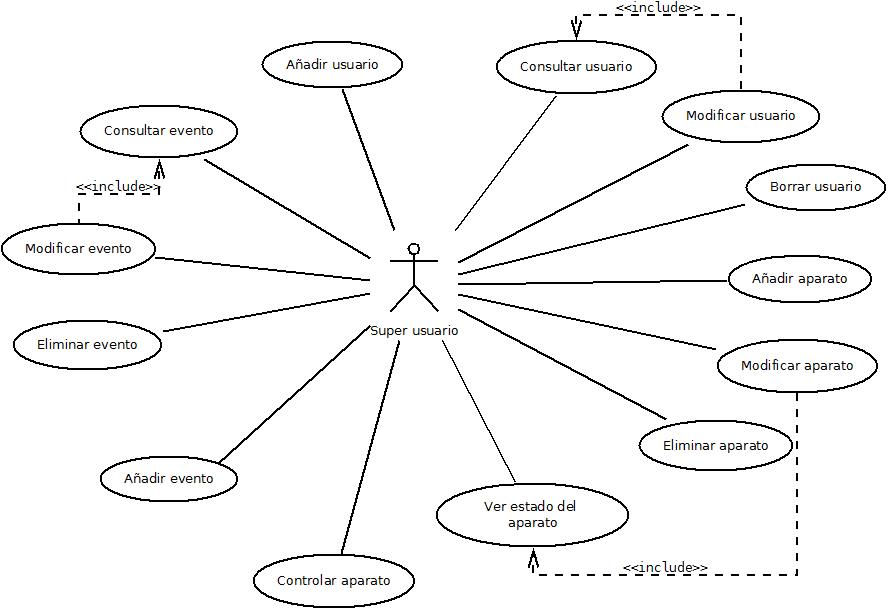 <<include>>
Añadir usuario
Consultar usuario
Modificar usuario
Consultar evento
<<include>>
Borrar usuario
Modificar evento
Añadir aparato
Super usuario
Eliminar evento
Modificar aparato
Eliminar aparato
Añadir evento
Ver estado del
aparato
<<include>>
Controlar aparato